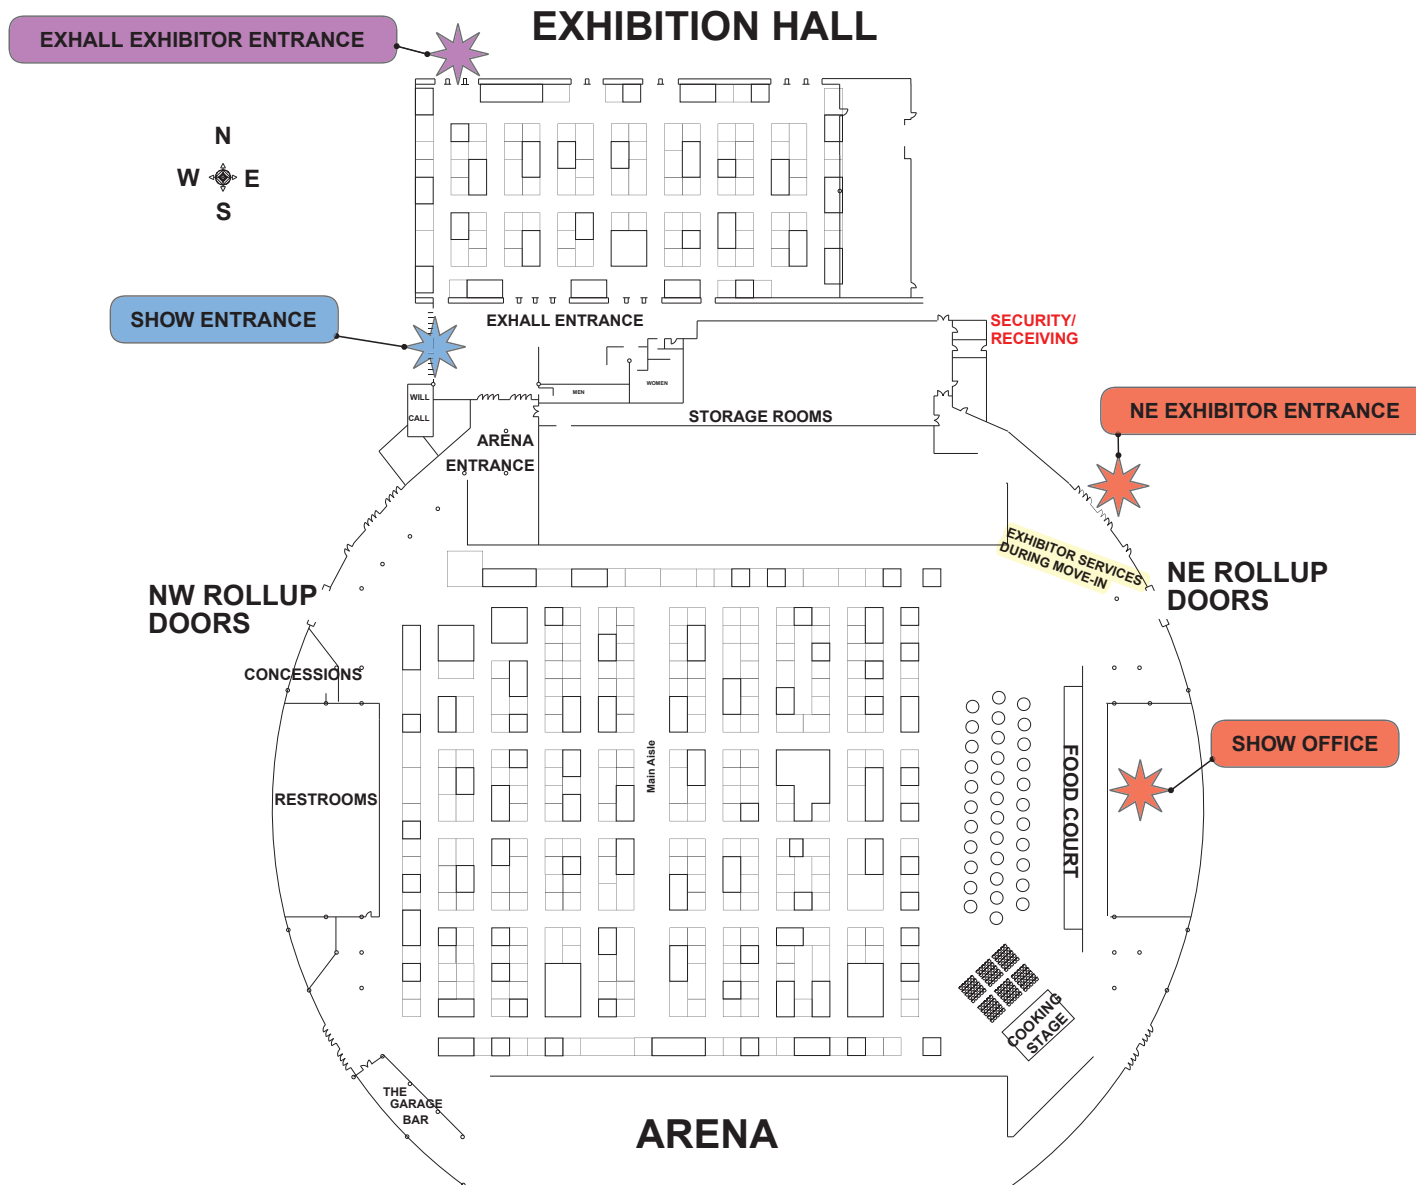 EXHIBITION HALL
EXHALL EXHIBITOR ENTRANCE
N
W E
S
SHOW ENTRANCE
EXHALL ENTRANCE
SECURITY/
RECEIVING
WOMEN
MEN
WILL
CALL
STORAGE ROOMS
NE EXHIBITOR ENTRANCE
ARENA
ENTRANCE
EXHIBITOR SERVICES
DURING MOVE-IN
NW ROLLUP
DOORS
NE ROLLUP
DOORS
CONCESSIONS
SHOW OFFICE
Main Aisle
FOOD COURT
RESTROOMS
COOKING
STAGE
THE
GARAGE
BAR
ARENA